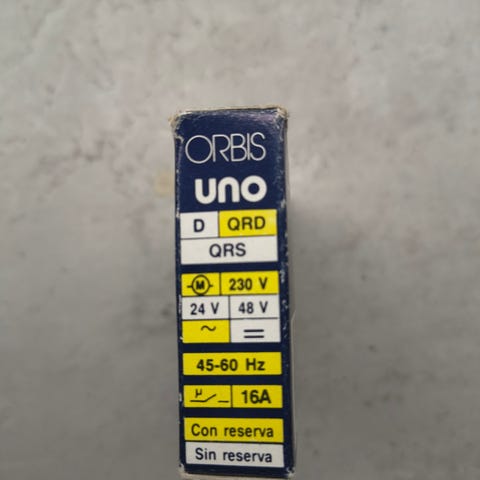 ORBIS
uno
D QRD
QRS
M 230 V
24 V 48 V
~ =
45-60 Hz
µ 16A
Con reserva
Sin reserva